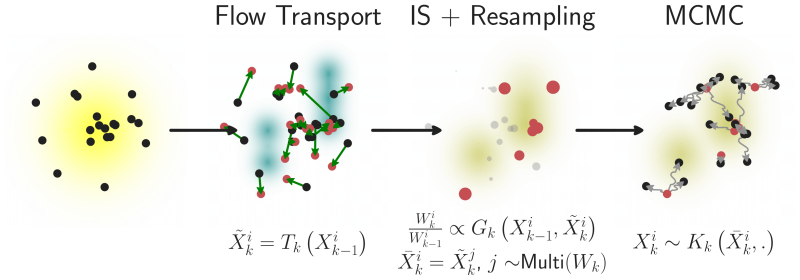 Flow Transport
IS + Resampling
MCMC
$\tilde{X}_k^i = T_k \left( X_{k-1}^i \right)$
$\frac{W_k^i}{W_{k-1}^i} \propto G_k \left( X_{k-1}^i, \tilde{X}_k^i \right)$
$\bar{X}_k^i = \tilde{X}_k^j$, $j \sim$Multi$(W_k)$
$X_k^i \sim K_k \left( \bar{X}_k^i, . \right)$